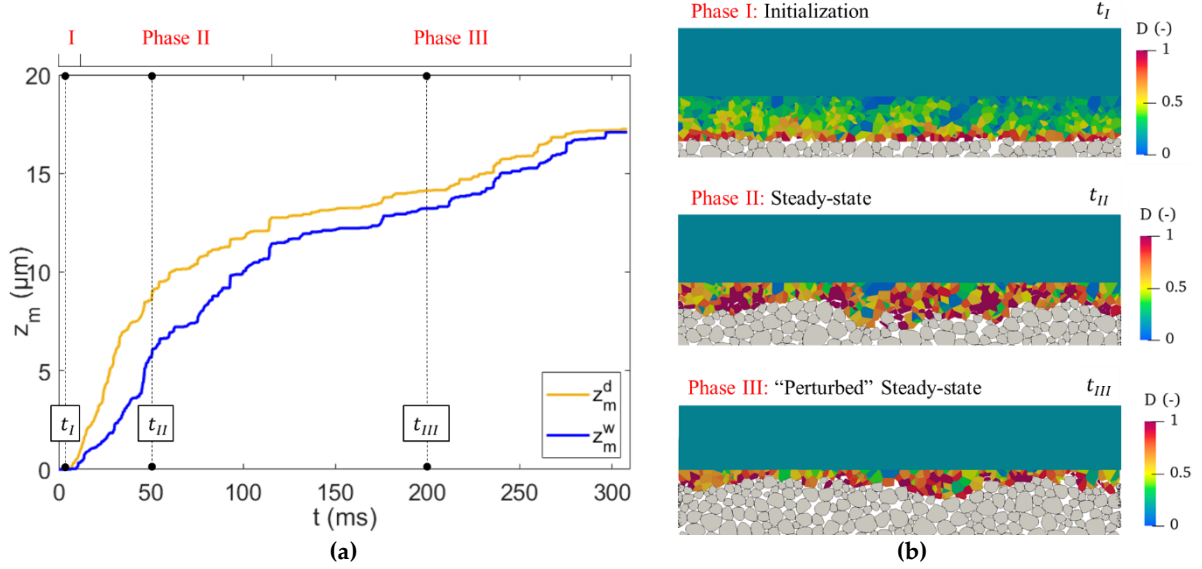 I Phase II Phase III
20
15
10
5
0
z_m (μm)
t_I t_II t_III
z_m^d
z_m^w
0 50 100 150 200 250 300
t (ms)
(a)
Phase I: Initialization t_I
D (-)
1
0.5
0
Phase II: Steady-state t_II
D (-)
1
0.5
0
Phase III: “Perturbed” Steady-state t_III
D (-)
1
0.5
0
(b)